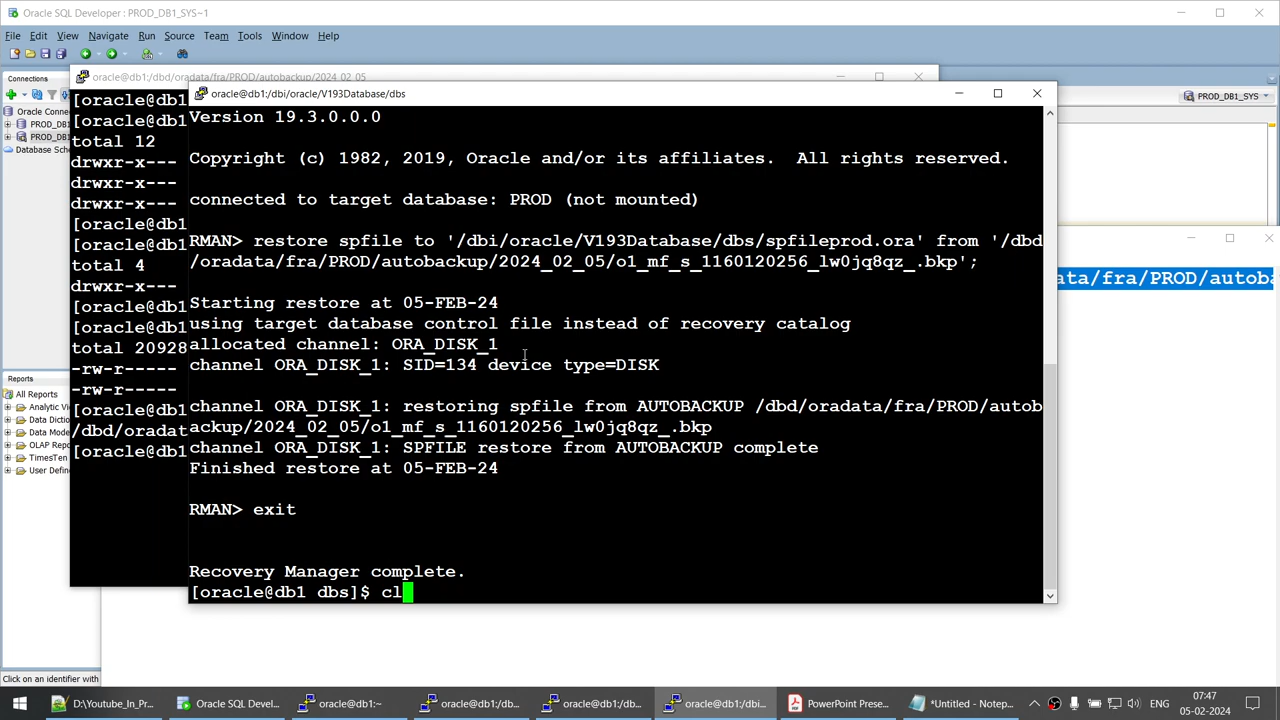 Oracle SQL Developer : PROD_DB1_SYS~1
File Edit View Navigate Run Source Team Tools Window Help
Connections
Oracle Conne
PROD_DB1
PROD_DB1
Database Sche
PROD_DB1_SYS
oracle@db1:/dbd/oradata/fra/PROD/autobackup/2024_02_05
[oracle@db1
[oracle@db1
total 12
drwxr-x---
drwxr-x---
drwxr-x---
[oracle@db1
[oracle@db1
total 4
drwxr-x---
[oracle@db1
[oracle@db1
total 20928
-rw-r-----
-rw-r-----
[oracle@db1
/dbd/oradat
[oracle@db1
oracle@db1:/dbi/oracle/V193Database/dbs
Version 19.3.0.0.0
Copyright (c) 1982, 2019, Oracle and/or its affiliates.  All rights reserved.
connected to target database: PROD (not mounted)
RMAN> restore spfile to '/dbi/oracle/V193Database/dbs/spfileprod.ora' from '/dbd
/oradata/fra/PROD/autobackup/2024_02_05/o1_mf_s_1160120256_lw0jq8qz_.bkp';
Starting restore at 05-FEB-24
using target database control file instead of recovery catalog
allocated channel: ORA_DISK_1
channel ORA_DISK_1: SID=134 device type=DISK
channel ORA_DISK_1: restoring spfile from AUTOBACKUP /dbd/oradata/fra/PROD/autob
ackup/2024_02_05/o1_mf_s_1160120256_lw0jq8qz_.bkp
channel ORA_DISK_1: SPFILE restore from AUTOBACKUP complete
Finished restore at 05-FEB-24
RMAN> exit
Recovery Manager complete.
[oracle@db1 dbs]$ cl
ata/fra/PROD/autoba
Reports
All Reports
Analytic Vi
Data Diction
Data Mode
OLAP Repor
TimesTen
User Defin
Click on an identifier with
D:\Youtube_In_Pr...
Oracle SQL Devel...
oracle@db1:~
oracle@db1:/db...
oracle@db1:/db...
oracle@db1:/dbi...
PowerPoint Prese...
*Untitled - Notep...
ENG
07:47
05-02-2024